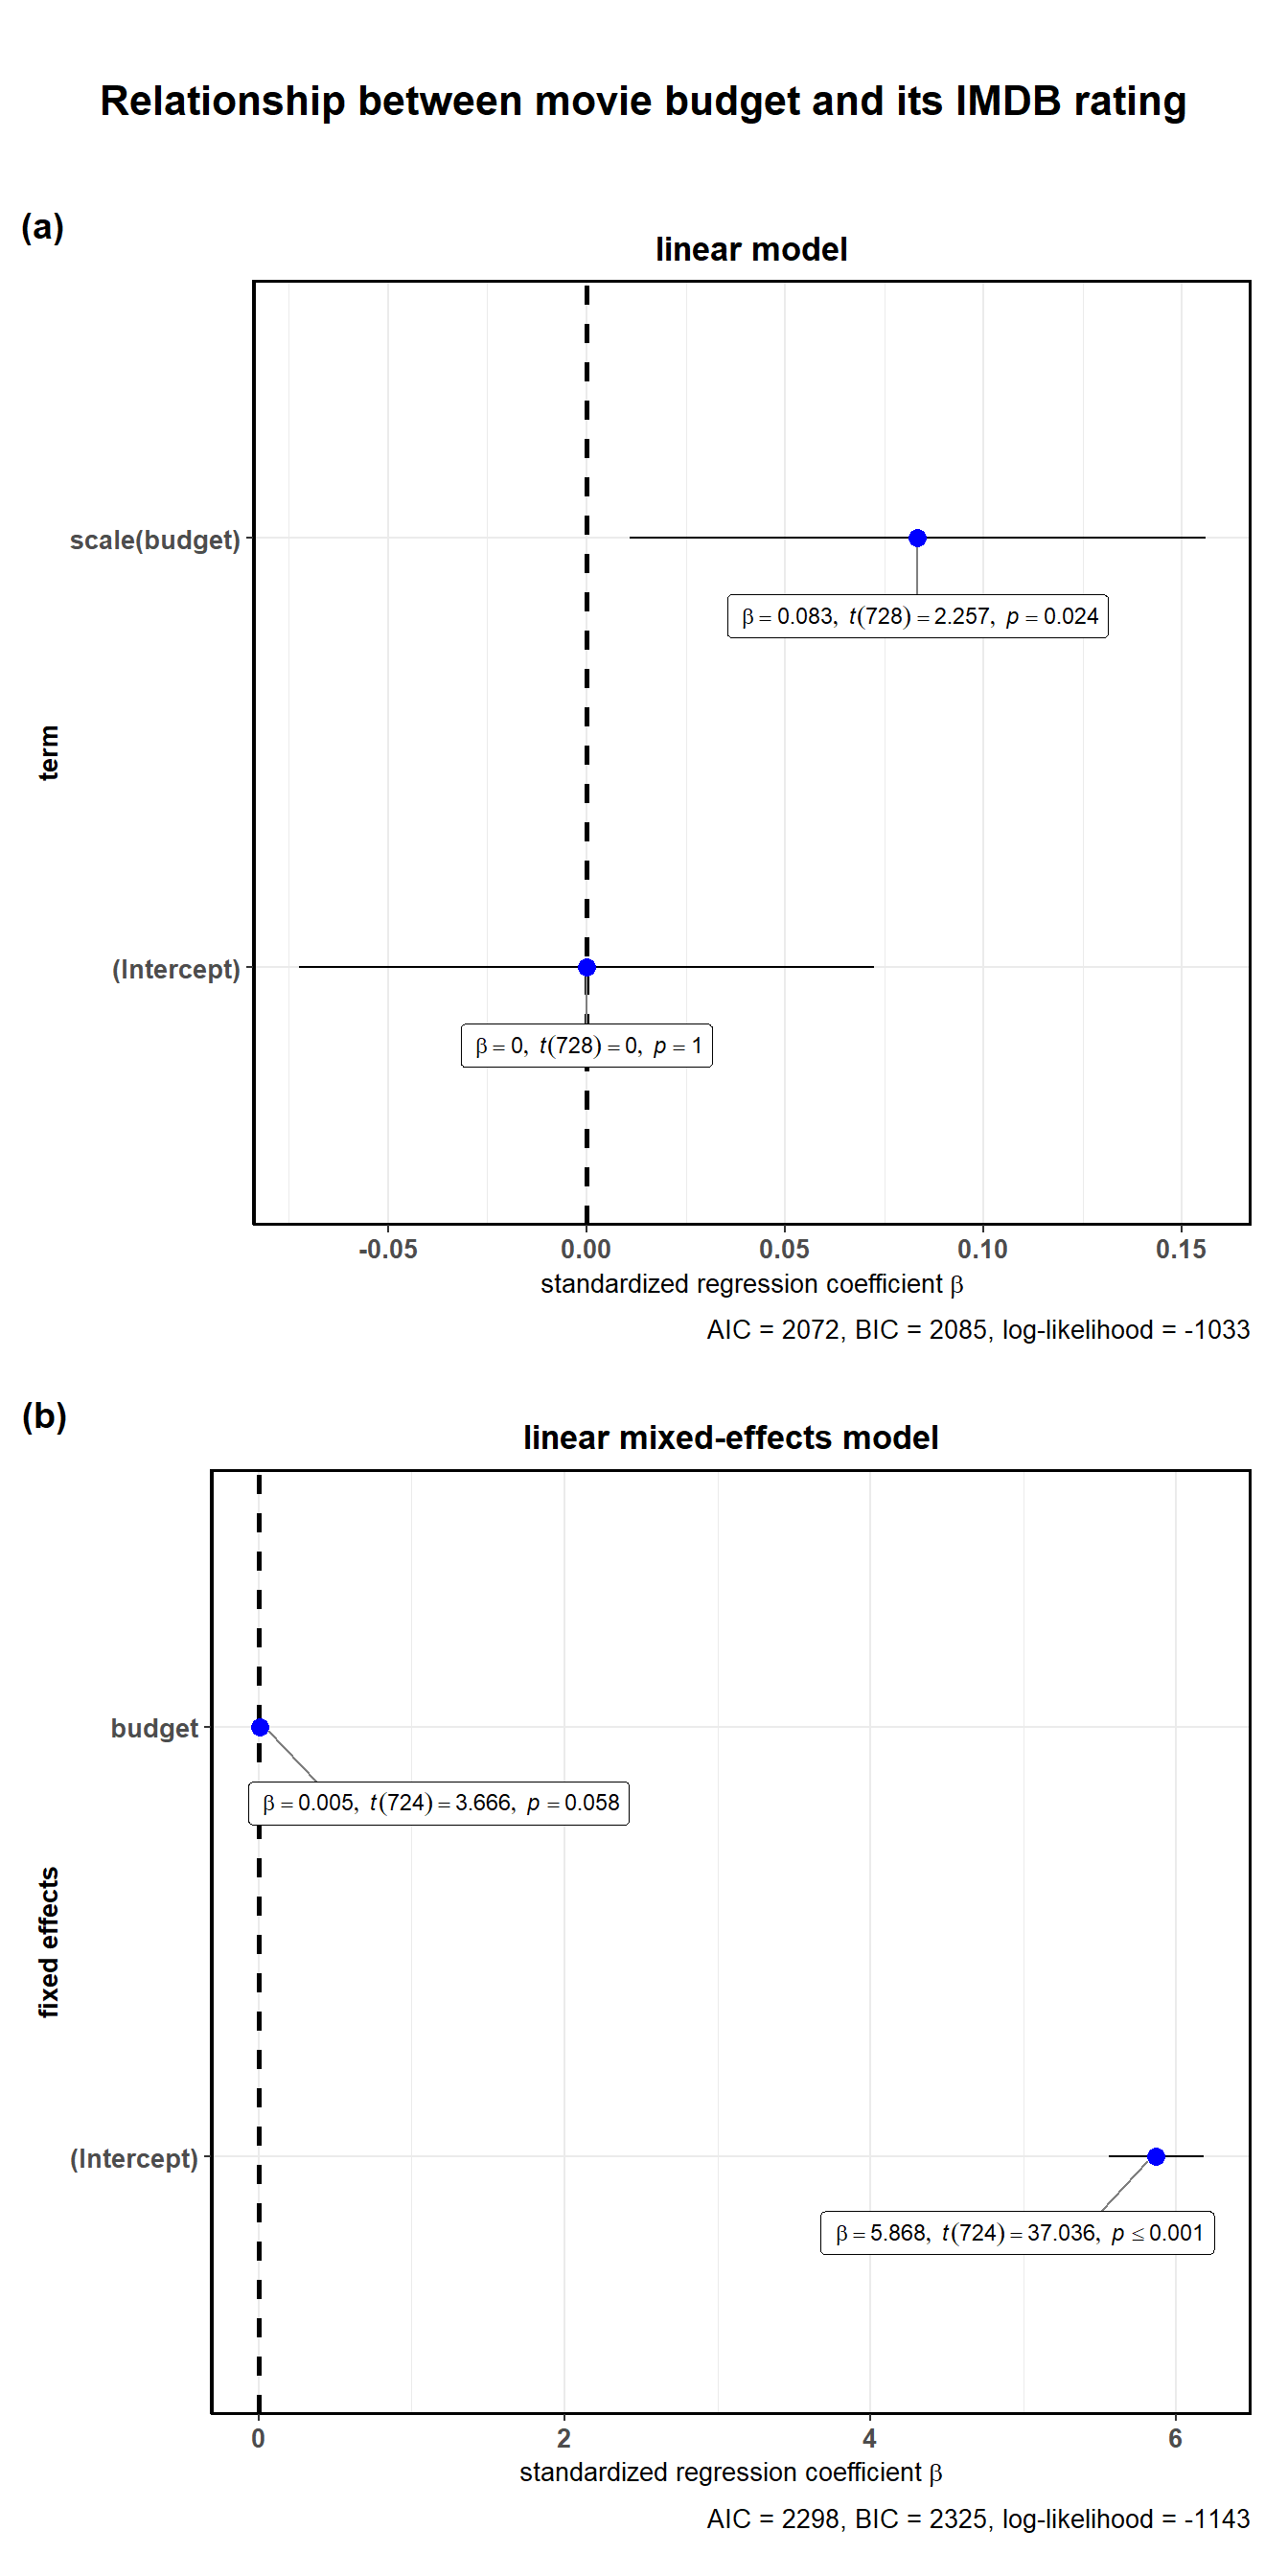 Relationship between movie budget and its IMDB rating
(a)
linear model
scale(budget)
β = 0.083, t(728) = 2.257, p = 0.024
term
(Intercept)
β = 0, t(728) = 0, p = 1
-0.05 0.00 0.05 0.10 0.15
standardized regression coefficient β
AIC = 2072, BIC = 2085, log-likelihood = -1033
(b)
linear mixed-effects model
budget
β = 0.005, t(724) = 3.666, p = 0.058
fixed effects
(Intercept)
β = 5.868, t(724) = 37.036, p ≤ 0.001
0 2 4 6
standardized regression coefficient β
AIC = 2298, BIC = 2325, log-likelihood = -1143